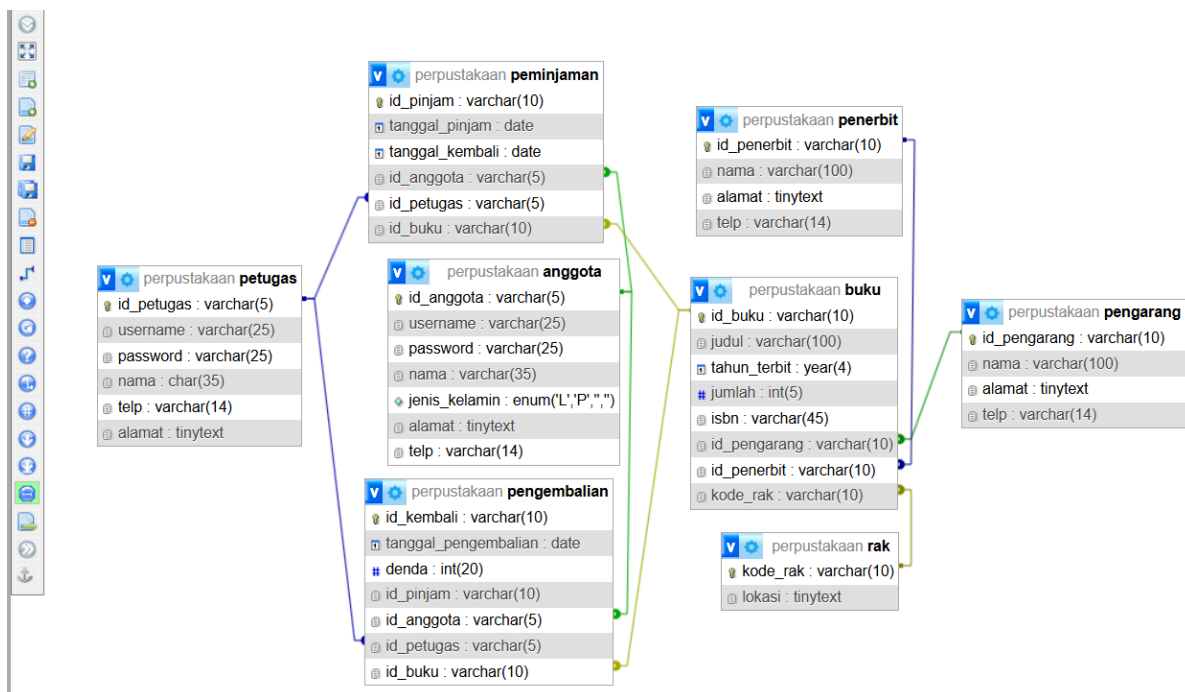 perpustakaan peminjaman
id_pinjam : varchar(10)
tanggal_pinjam : date
tanggal_kembali : date
id_anggota : varchar(5)
id_petugas : varchar(5)
id_buku : varchar(10)
perpustakaan penerbit
id_penerbit : varchar(10)
nama : varchar(100)
alamat : tinytext
telp : varchar(14)
perpustakaan petugas
id_petugas : varchar(5)
username : varchar(25)
password : varchar(25)
nama : char(35)
telp : varchar(14)
alamat : tinytext
perpustakaan anggota
id_anggota : varchar(5)
username : varchar(25)
password : varchar(25)
nama : varchar(35)
jenis_kelamin : enum('L','P','','')
alamat : tinytext
telp : varchar(14)
perpustakaan buku
id_buku : varchar(10)
judul : varchar(100)
tahun_terbit : year(4)
jumlah : int(5)
isbn : varchar(45)
id_pengarang : varchar(10)
id_penerbit : varchar(10)
kode_rak : varchar(10)
perpustakaan pengarang
id_pengarang : varchar(10)
nama : varchar(100)
alamat : tinytext
telp : varchar(14)
perpustakaan pengembalian
id_kembali : varchar(10)
tanggal_pengembalian : date
denda : int(20)
id_pinjam : varchar(10)
id_anggota : varchar(5)
id_petugas : varchar(5)
id_buku : varchar(10)
perpustakaan rak
kode_rak : varchar(10)
lokasi : tinytext